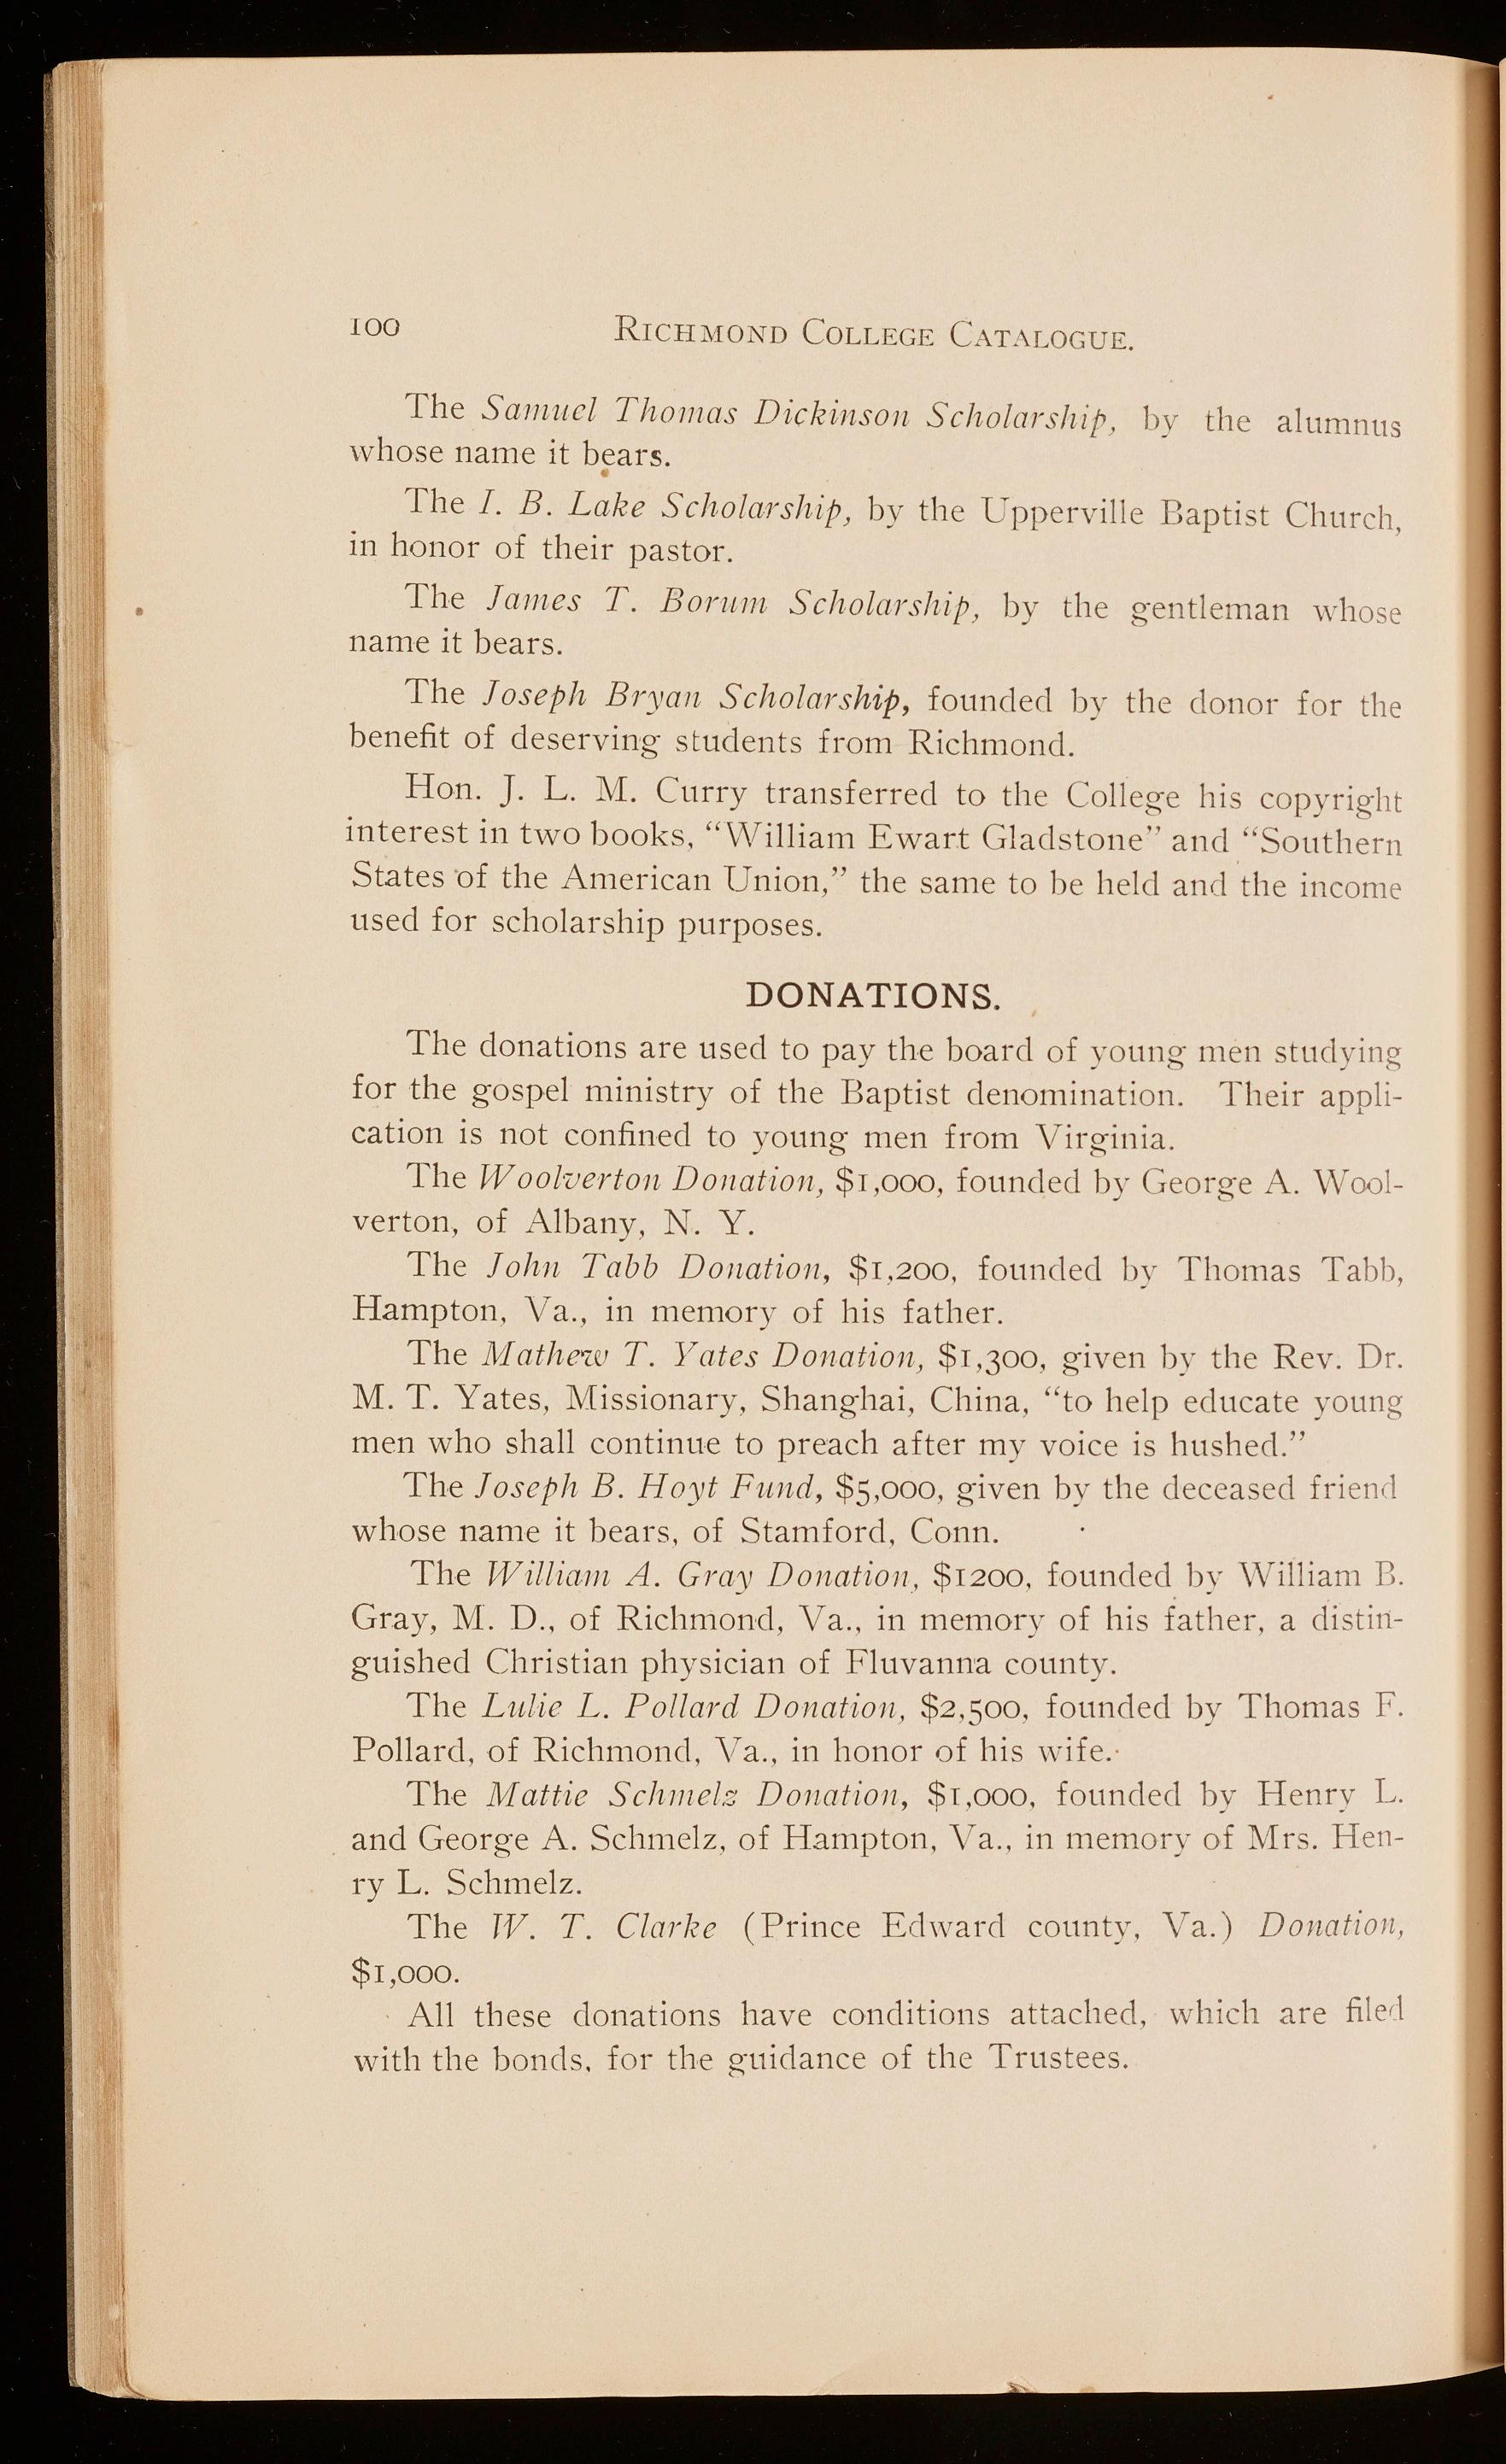 100 RICHMOND COLLEGE CATALOGUE.
The Samuel Thomas Dickinson Scholarship, by the alumnus
whose name it bears.
The I. B. Lake Scholarship, by the Upperville Baptist Church,
in honor of their pastor.
The James T. Borum Scholarship, by the gentleman whose
name it bears.
The Joseph Bryan Scholarship, founded by the donor for the
benefit of deserving students from Richmond.
Hon. J. L. M. Curry transferred to the College his copyright
interest in two books, “William Ewart Gladstone” and “Southern
States of the American Union,” the same to be held and the income
used for scholarship purposes.
DONATIONS.
The donations are used to pay the board of young men studying
for the gospel ministry of the Baptist denomination. Their appli-
cation is not confined to young men from Virginia.
The Woolverton Donation, $1,000, founded by George A. Wool-
verton, of Albany, N. Y.
The John Tabb Donation, $1,200, founded by Thomas Tabb,
Hampton, Va., in memory of his father.
The Mathew T. Yates Donation, $1,300, given by the Rev. Dr.
M. T. Yates, Missionary, Shanghai, China, “to help educate young
men who shall continue to preach after my voice is hushed.”
The Joseph B. Hoyt Fund, $5,000, given by the deceased friend
whose name it bears, of Stamford, Conn.
The William A. Gray Donation, $1200, founded by William B.
Gray, M. D., of Richmond, Va., in memory of his father, a distin-
guished Christian physician of Fluvanna county.
The Lulie L. Pollard Donation, $2,500, founded by Thomas F.
Pollard, of Richmond, Va., in honor of his wife.
The Mattie Schmelz Donation, $1,000, founded by Henry L.
and George A. Schmelz, of Hampton, Va., in memory of Mrs. Hen-
ry L. Schmelz.
The W. T. Clarke (Prince Edward county, Va.) Donation,
$1,000.
All these donations have conditions attached, which are filed
with the bonds, for the guidance of the Trustees.